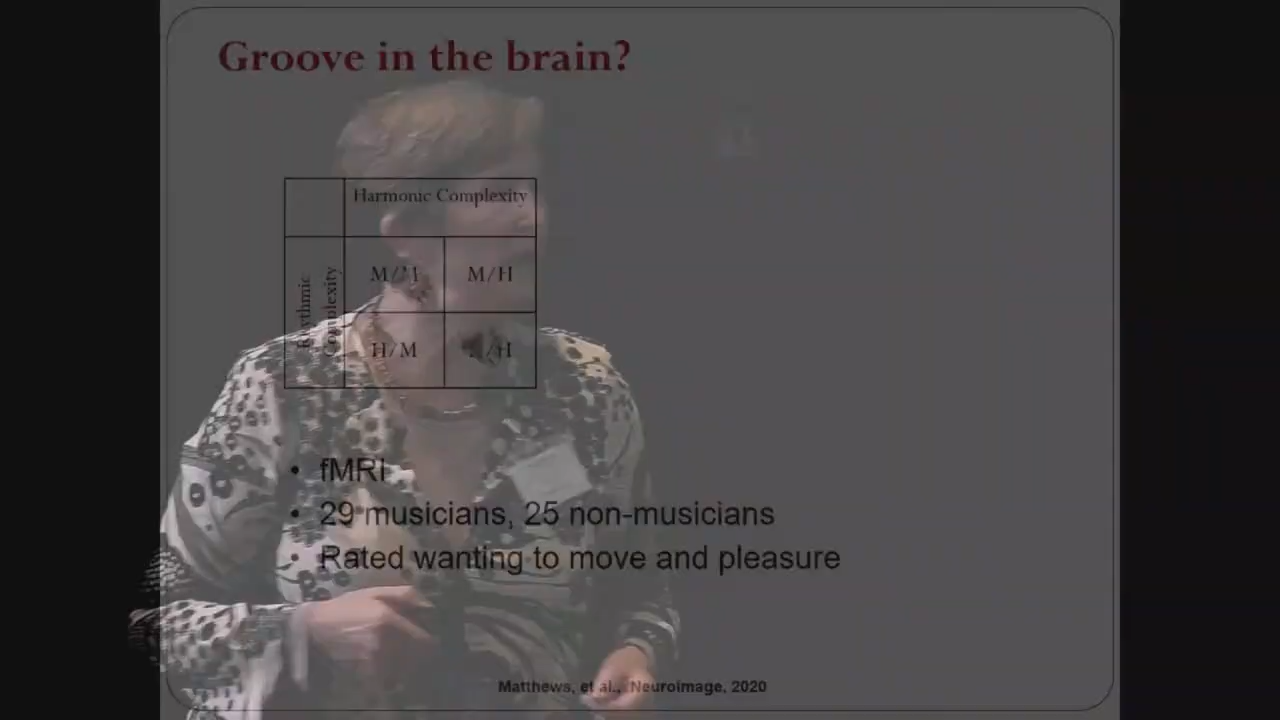 Groove in the brain?
Harmonic Complexity
Rhythmic
Complexity
M/M
M/H
H/M
H/H
• fMRI
• 29 musicians, 25 non-musicians
• Rated wanting to move and pleasure
Matthews, et al., Neuroimage, 2020